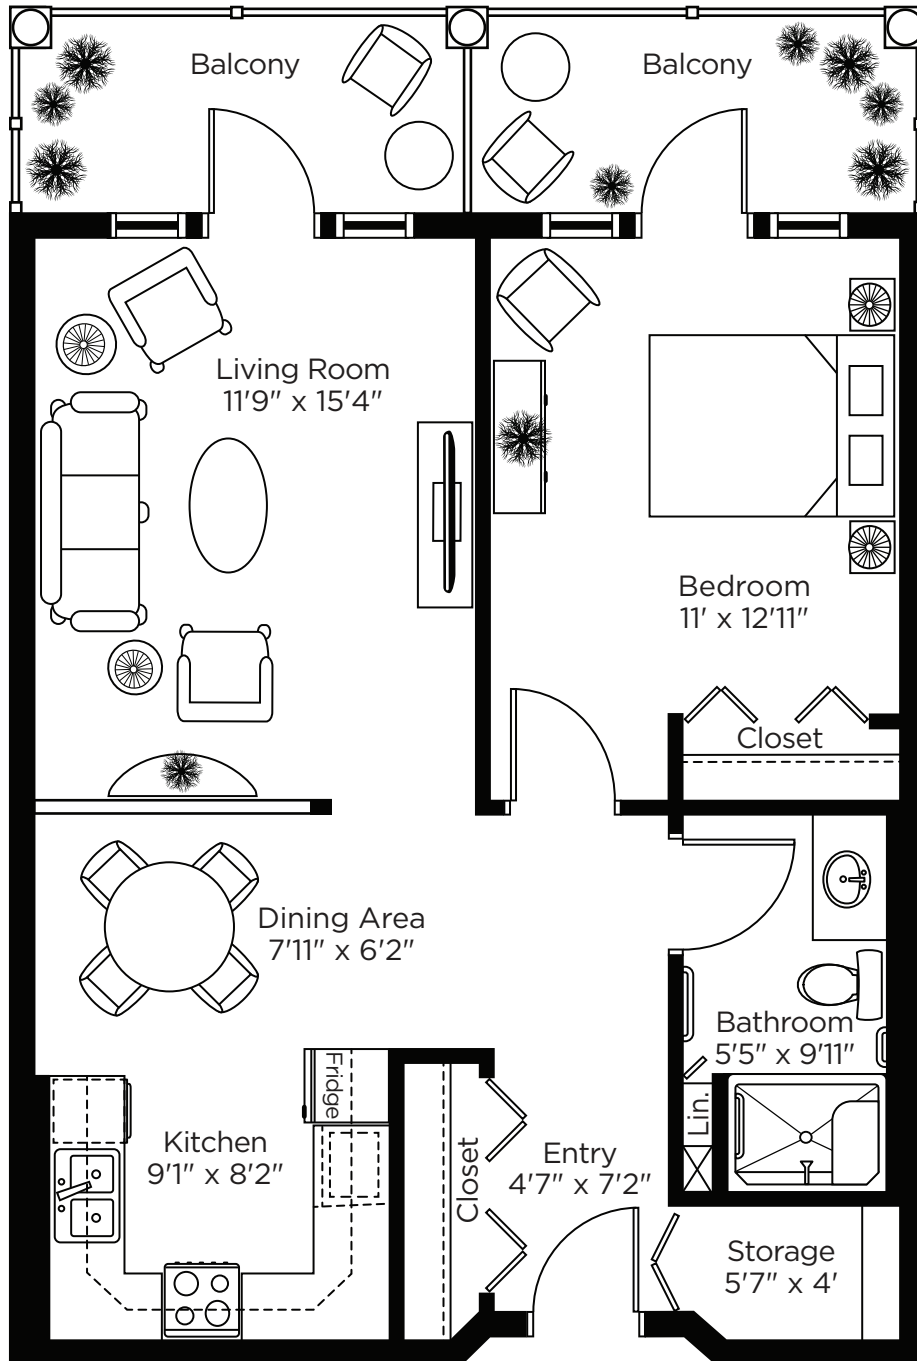 Balcony
Balcony
Living Room
11'9" x 15'4"
Bedroom
11' x 12'11"
Closet
Dining Area
7'11" x 6'2"
Bathroom
5'5" x 9'11"
Fridge
Lin.
Kitchen
9'1" x 8'2"
Closet
Entry
4'7" x 7'2"
Storage
5'7" x 4'